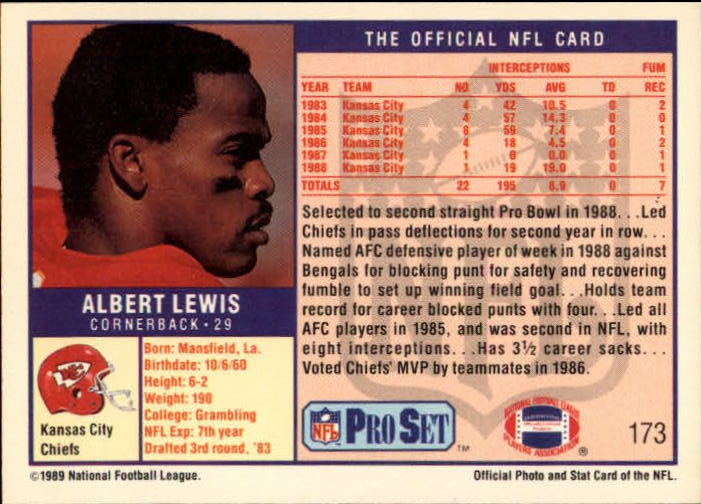 THE OFFICIAL NFL CARD
INTERCEPTIONS FUM
YEAR TEAM NO. YDS AVG TD REC
1983 Kansas City 4 42 10.5 0 2
1984 Kansas City 4 57 14.3 0 0
1985 Kansas City 8 59 7.4 0 1
1986 Kansas City 4 18 4.5 0 2
1987 Kansas City 1 0 0.0 0 1
1988 Kansas City 1 19 19.0 0 1
TOTALS 22 195 8.9 0 7
Selected to second straight Pro Bowl in 1988. . .Led
Chiefs in pass deflections for second year in row. . .
Named AFC defensive player of week in 1988 against
Bengals for blocking punt for safety and recovering
fumble to set up winning field goal. . .Holds team
record for career blocked punts with four. . .Led all
AFC players in 1985, and was second in NFL, with
eight interceptions. . .Has 3½ career sacks. . .
Voted Chiefs' MVP by teammates in 1986.
ALBERT LEWIS
CORNERBACK • 29
KC
Kansas City
Chiefs
Born: Mansfield, La.
Birthdate: 10/6/60
Height: 6-2
Weight: 190
College: Grambling
NFL Exp: 7th year
Drafted 3rd round, '83
NFL
PRO SET ™
NATIONAL FOOTBALL LEAGUE
PLAYERS ASSOCIATION ®
173
©1989 National Football League.
Official Photo and Stat Card of the NFL.